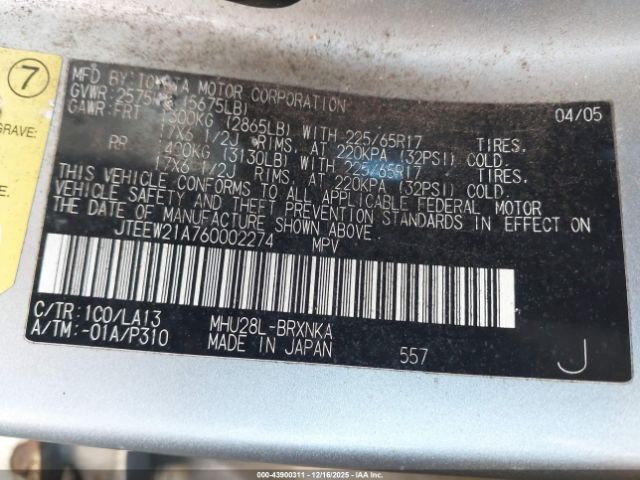 7
GRAVE:
MFD. BY: TOYOTA MOTOR CORPORATION 04/05
GVWR: 2575KG (5675LB)
GAWR: FRT 1300KG (2865LB) WITH 225/65R17 TIRES.
17X6 1/2J RIMS, AT 220KPA (32PSI) COLD.
RR 1420KG (3130LB) WITH 225/65R17 TIRES.
17X6 1/2J RIMS, AT 220KPA (32PSI) COLD.
THIS VEHICLE CONFORMS TO ALL APPLICABLE FEDERAL MOTOR
VEHICLE SAFETY AND THEFT PREVENTION STANDARDS IN EFFECT ON
THE DATE OF MANUFACTURE SHOWN ABOVE.
JTEEW21A760002274 MPV
C/TR: 1C0/LA13 MHU28L-BRXNKA
A/TM: -01A/P310 MADE IN JAPAN 557 J
IAA 000-43900311 - 12/16/2025 - IAAI.COM